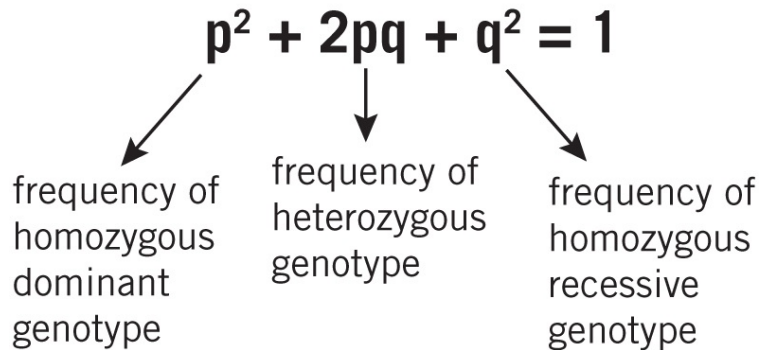 p² + 2pq + q² = 1
frequency of
homozygous
dominant
genotype
frequency of
heterozygous
genotype
frequency of
homozygous
recessive
genotype